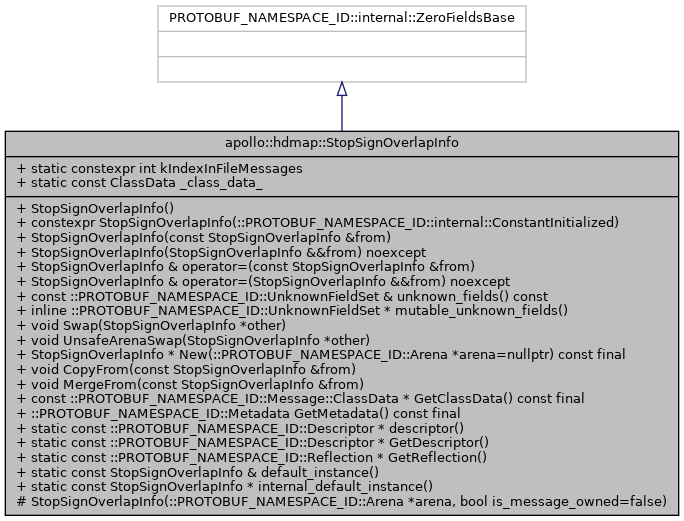 PROTOBUF_NAMESPACE_ID::internal::ZeroFieldsBase
apollo::hdmap::StopSignOverlapInfo
+ static constexpr int kIndexInFileMessages
+ static const ClassData _class_data_
+ StopSignOverlapInfo()
+ constexpr StopSignOverlapInfo(::PROTOBUF_NAMESPACE_ID::internal::ConstantInitialized)
+ StopSignOverlapInfo(const StopSignOverlapInfo &from)
+ StopSignOverlapInfo(StopSignOverlapInfo &&from) noexcept
+ StopSignOverlapInfo & operator=(const StopSignOverlapInfo &from)
+ StopSignOverlapInfo & operator=(StopSignOverlapInfo &&from) noexcept
+ const ::PROTOBUF_NAMESPACE_ID::UnknownFieldSet & unknown_fields() const
+ inline ::PROTOBUF_NAMESPACE_ID::UnknownFieldSet * mutable_unknown_fields()
+ void Swap(StopSignOverlapInfo *other)
+ void UnsafeArenaSwap(StopSignOverlapInfo *other)
+ StopSignOverlapInfo * New(::PROTOBUF_NAMESPACE_ID::Arena *arena=nullptr) const final
+ void CopyFrom(const StopSignOverlapInfo &from)
+ void MergeFrom(const StopSignOverlapInfo &from)
+ const ::PROTOBUF_NAMESPACE_ID::Message::ClassData * GetClassData() const final
+ ::PROTOBUF_NAMESPACE_ID::Metadata GetMetadata() const final
+ static const ::PROTOBUF_NAMESPACE_ID::Descriptor * descriptor()
+ static const ::PROTOBUF_NAMESPACE_ID::Descriptor * GetDescriptor()
+ static const ::PROTOBUF_NAMESPACE_ID::Reflection * GetReflection()
+ static const StopSignOverlapInfo & default_instance()
+ static const StopSignOverlapInfo * internal_default_instance()
# StopSignOverlapInfo(::PROTOBUF_NAMESPACE_ID::Arena *arena, bool is_message_owned=false)